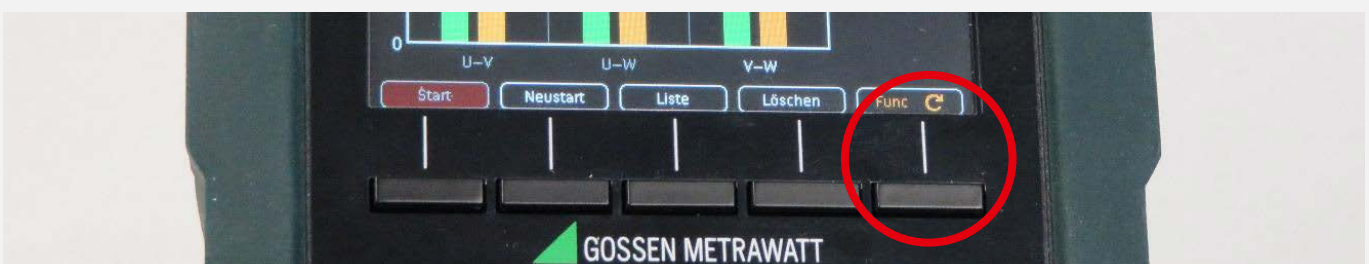 0
U-V U-W V-W
Start Neustart Liste Löschen Func
GOSSEN METRAWATT